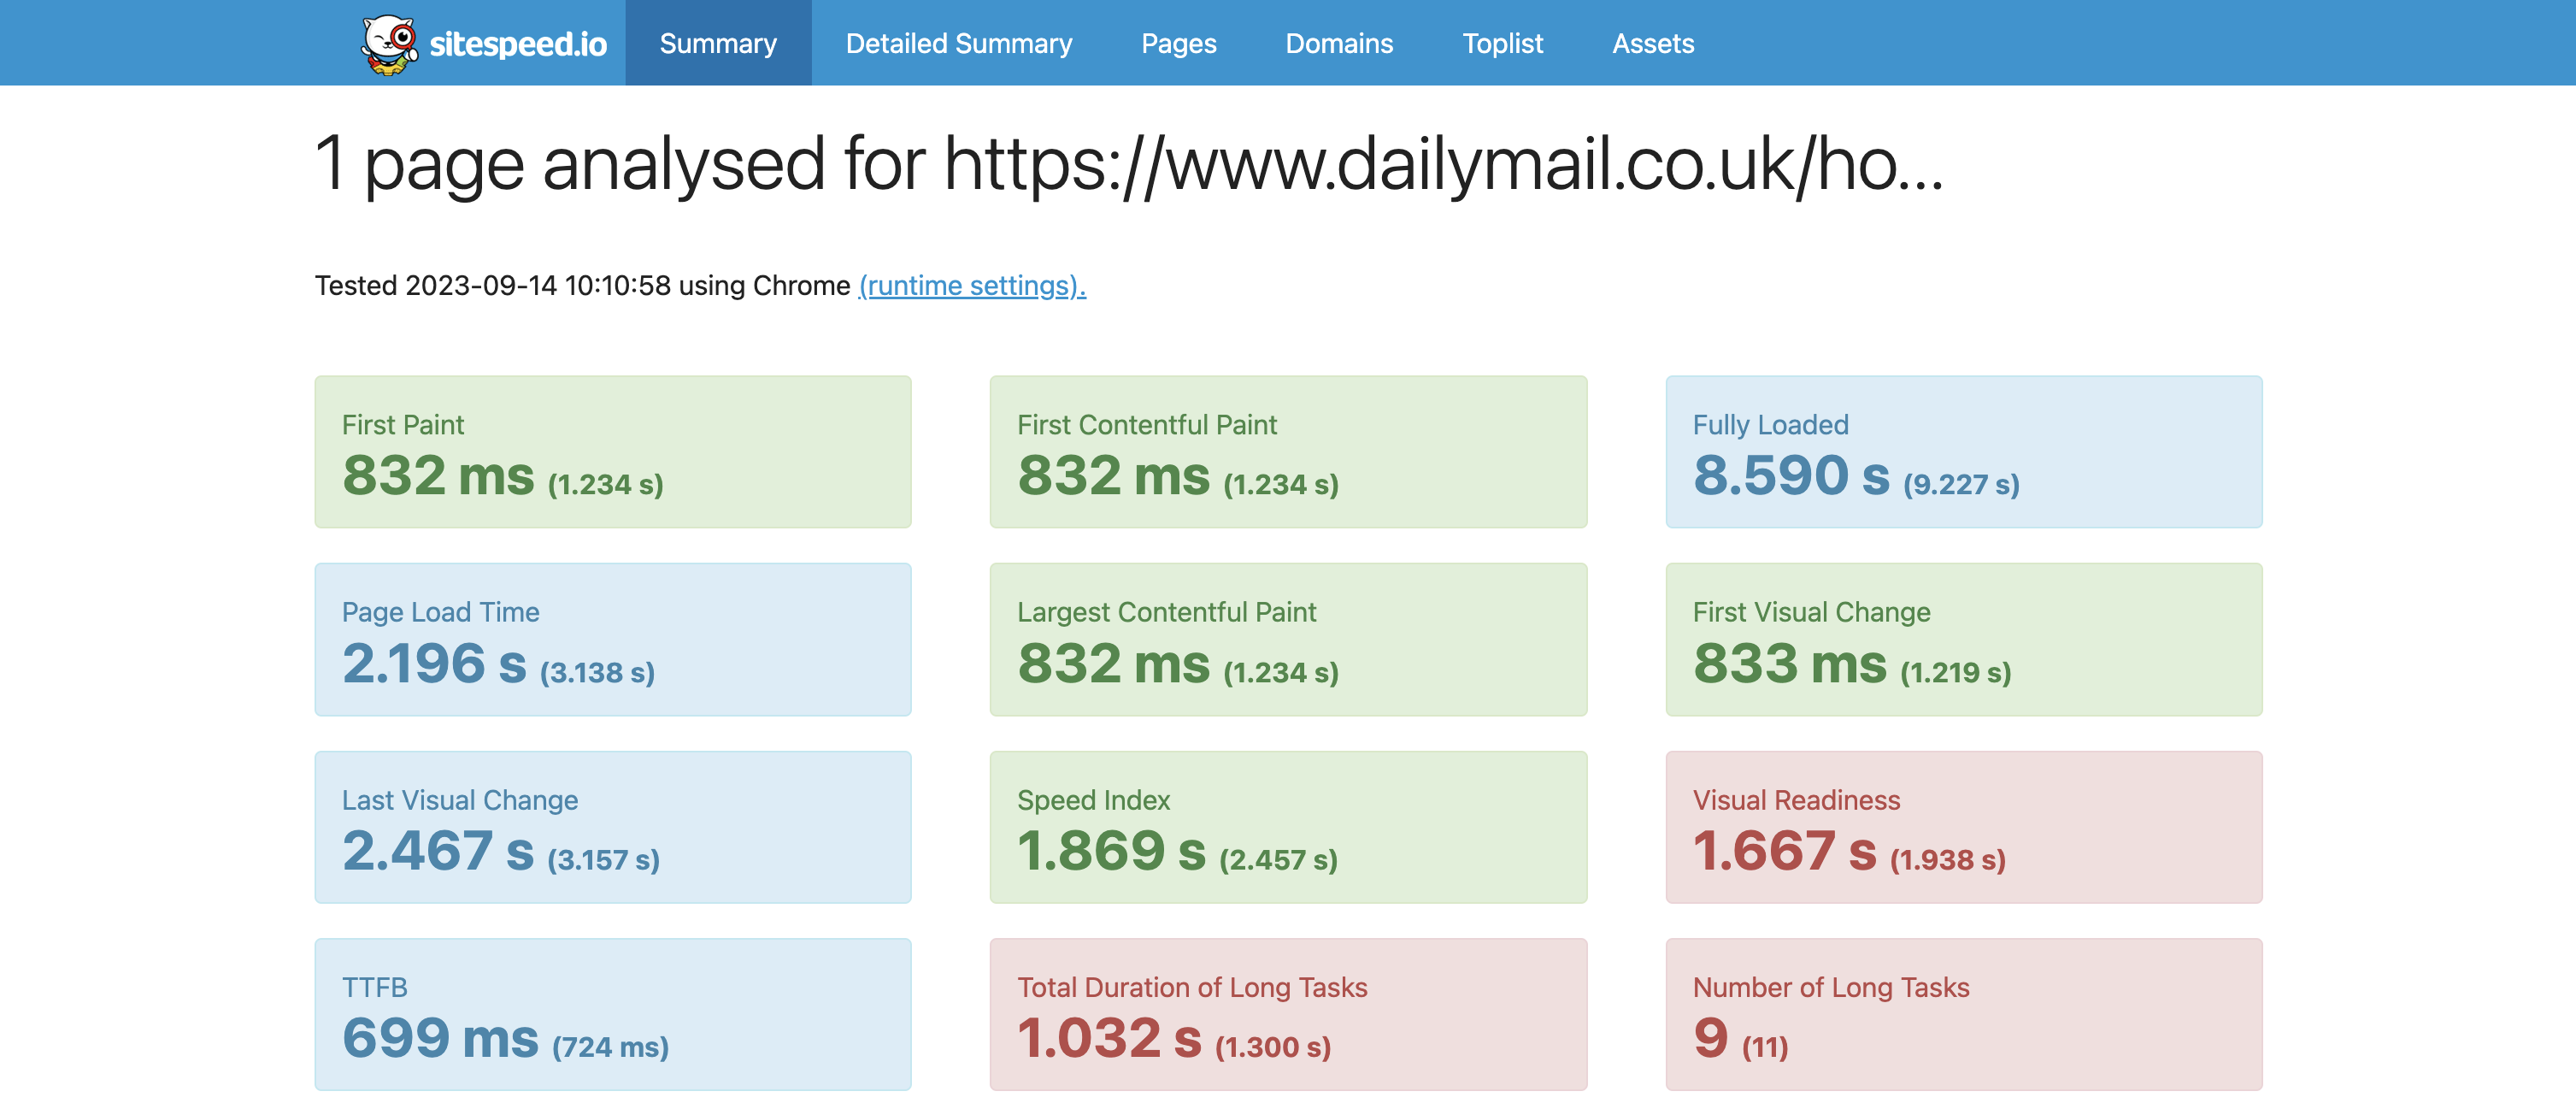 sitespeed.io Summary Detailed Summary Pages Domains Toplist Assets
1 page analysed for https://www.dailymail.co.uk/ho...
Tested 2023-09-14 10:10:58 using Chrome (runtime settings).
First Paint
832 ms (1.234 s)
First Contentful Paint
832 ms (1.234 s)
Fully Loaded
8.590 s (9.227 s)
Page Load Time
2.196 s (3.138 s)
Largest Contentful Paint
832 ms (1.234 s)
First Visual Change
833 ms (1.219 s)
Last Visual Change
2.467 s (3.157 s)
Speed Index
1.869 s (2.457 s)
Visual Readiness
1.667 s (1.938 s)
TTFB
699 ms (724 ms)
Total Duration of Long Tasks
1.032 s (1.300 s)
Number of Long Tasks
9 (11)